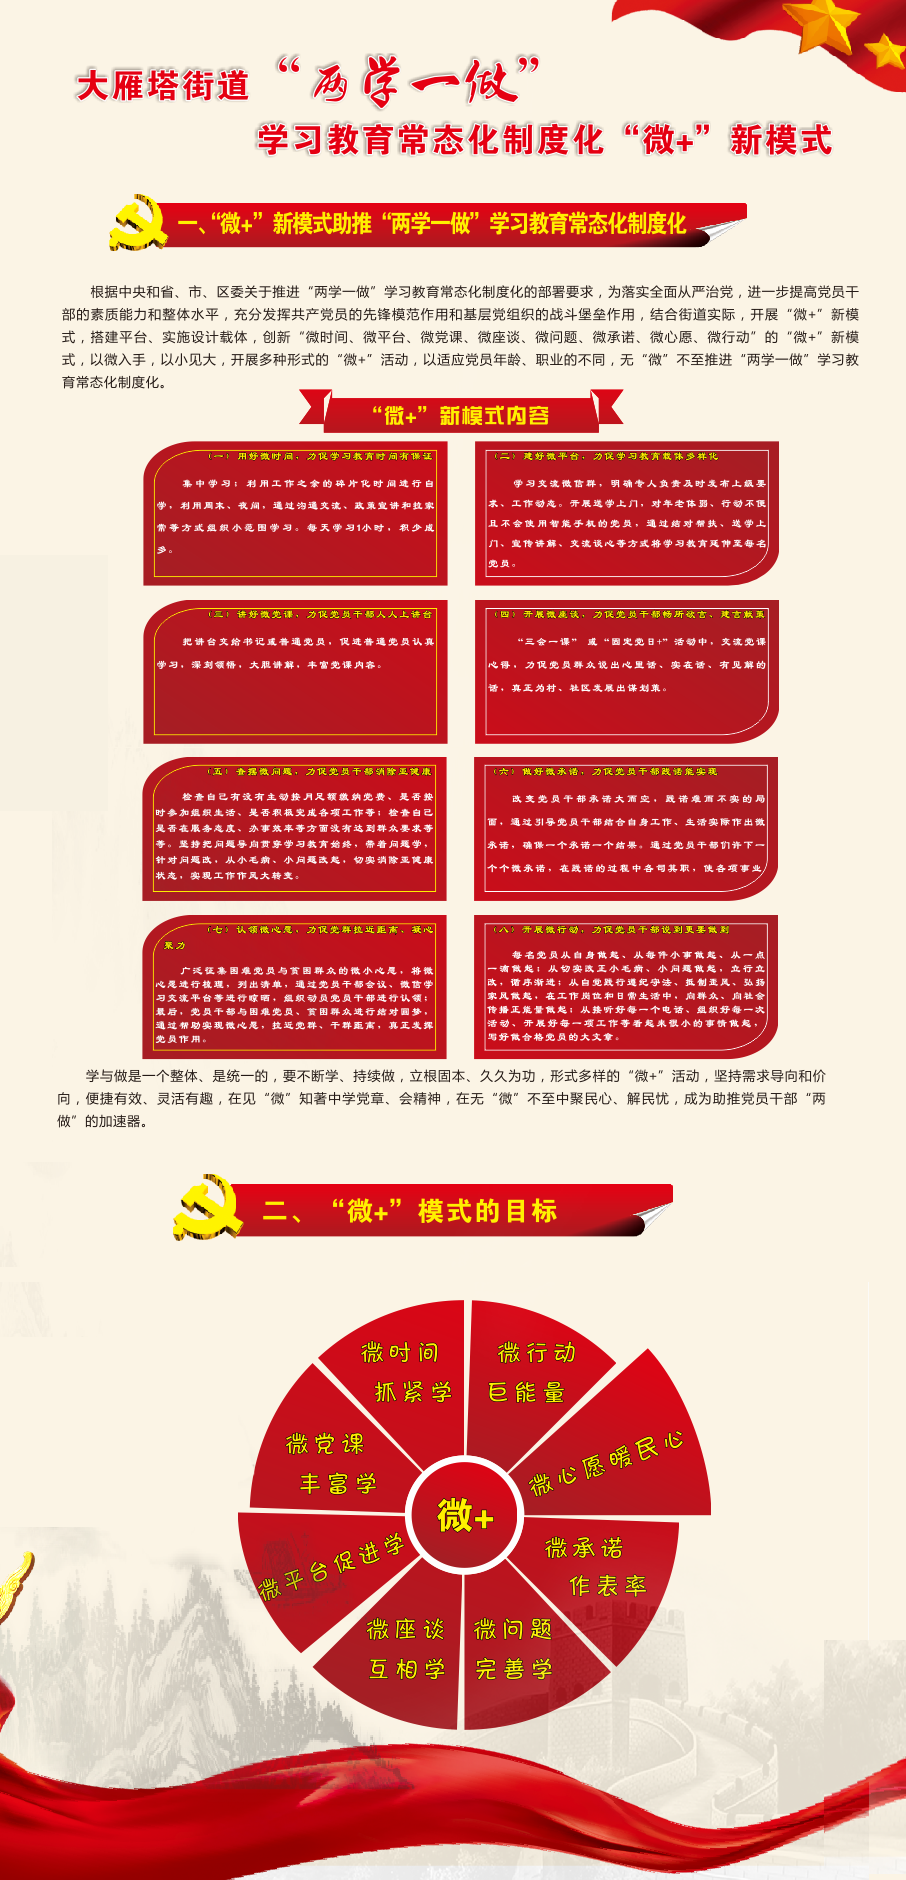 大雁塔街道“两学一做”
学习教育常态化制度化“微+”新模式
一、“微+”新模式助推“两学一做”学习教育常态化制度化
根据中央和省、市、区委关于推进“两学一做”学习教育常态化制度化的部署要求，为落实全面从严治党，进一步提高党员干
部的素质能力和整体水平，充分发挥共产党员的先锋模范作用和基层党组织的战斗堡垒作用，结合街道实际，开展“微+”新模
式，搭建平台、实施设计载体，创新“微时间、微平台、微党课、微座谈、微问题、微承诺、微心愿、微行动”的“微+”新模
式，以微入手，以小见大，开展多种形式的“微+”活动，以适应党员年龄、职业的不同，无“微”不至推进“两学一做”学习教
育常态化制度化。
“微+”新模式内容
（一）用好微时间，力促学习教育时间有保证
集中学习；利用工作之余的碎片化时间进行自
学，利用周末、夜间，通过沟通交流、政策宣讲和拉家
常等方式组织小范围学习。每天学习1小时，积少成
多。
（二）建好微平台，力促学习教育载体多样化
学习交流微信群，明确专人负责及时发布上级要
求、工作动态。开展送学上门，对年老体弱、行动不便
且不会使用智能手机的党员，通过结对帮扶、送学上
门、宣传讲解、交流谈心等方式将学习教育延伸至每名
党员。
（三）讲好微党课，力促党员干部人人上讲台
把讲台交给书记或普通党员，促进普通党员认真
学习，深刻领悟，大胆讲解，丰富党课内容。
（四）开展微座谈，力促党员干部畅所欲言、建言献策
“三会一课” 或“固定党日+”活动中，交流党课
心得，力促党员群众说出心里话、实在话、有见解的
话，真正为村、社区发展出谋划策。
（五）查摆微问题，力促党员干部消除亚健康
检查自己有没有主动按月足额缴纳党费、是否按
时参加组织生活、是否积极完成各项工作等；检查自己
是否在服务态度、办事效率等方面没有达到群众要求等
等。坚持把问题导向贯穿学习教育始终，带着问题学，
针对问题改，从小毛病、小问题改起，切实消除亚健康
状态，实现工作作风大转变。
（六）做好微承诺，力促党员干部践诺能实现
改变党员干部承诺大而空，践诺难而不实的局
面，通过引导党员干部结合自身工作、生活实际作出微
承诺，确保一个承诺一个结果。通过党员干部们许下一
个个微承诺，在践诺的过程中各司其职，使各项事业
（七）认领微心愿，力促党群拉近距离、凝心
聚力
广泛征集困难党员与贫困群众的微小心愿，将微
心愿进行梳理，列出清单，通过党员干部会议、微信学
习交流平台等进行晾晒，组织动员党员干部进行认领；
最后，党员干部与困难党员、贫困群众进行结对圆梦，
通过帮助实现微心愿，拉近党群、干群距离，真正发挥
党员作用。
（八）开展微行动，力促党员干部说到更要做到
每名党员从自身做起、从每件小事做起、从一点
一滴做起；从切实改正小毛病、小问题做起，立行立
改，循序渐进；从自觉践行遵纪守法、抵制歪风、弘扬
家风做起，在工作岗位和日常生活中，向群众、向社会
传播正能量做起；从接听好每一个电话、组织好每一次
活动、开展好每一项工作等看起来很小的事情做起，
写好做合格党员的大文章。
学与做是一个整体、是统一的，要不断学、持续做，立根固本、久久为功，形式多样的“微+”活动，坚持需求导向和价
向，便捷有效、灵活有趣，在见“微”知著中学党章、会精神，在无“微”不至中聚民心、解民忧，成为助推党员干部“两
做”的加速器。
二、“微+”模式的目标
微时间
抓紧学
微行动
巨能量
微心愿暖民心
微党课
丰富学
微+
微承诺
作表率
微平台促进学
微座谈
互相学
微问题
完善学